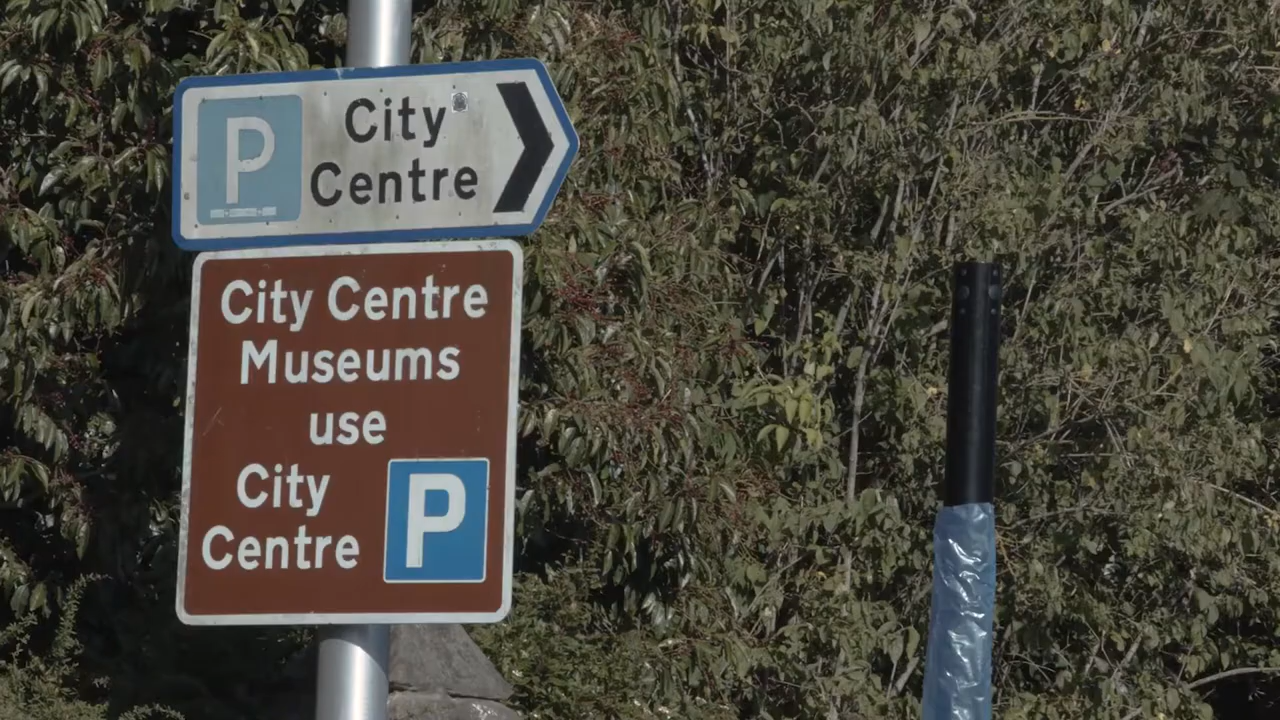 P City
Centre
City Centre
Museums
use
City
Centre P